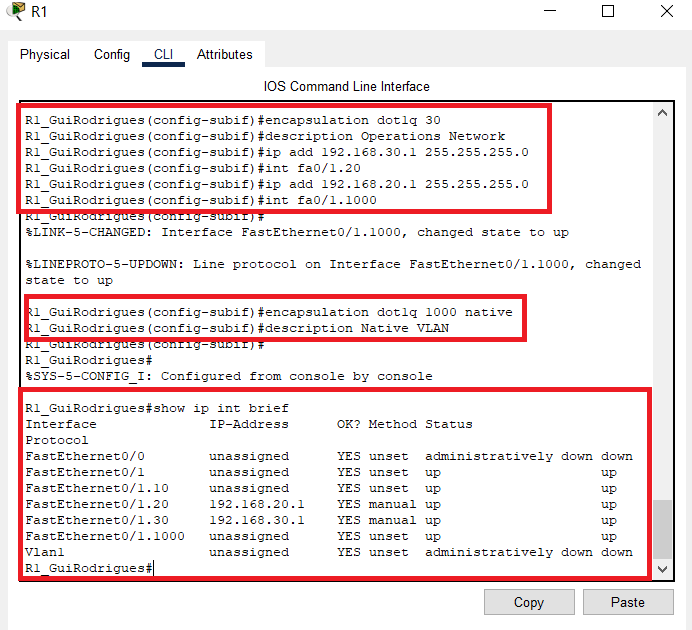 R1
Physical Config CLI Attributes
IOS Command Line Interface
R1_GuiRodrigues(config-subif)#encapsulation dot1q 30
R1_GuiRodrigues(config-subif)#description Operations Network
R1_GuiRodrigues(config-subif)#ip add 192.168.30.1 255.255.255.0
R1_GuiRodrigues(config-subif)#int fa0/1.20
R1_GuiRodrigues(config-subif)#ip add 192.168.20.1 255.255.255.0
R1_GuiRodrigues(config-subif)#int fa0/1.1000
R1_GuiRodrigues(config-subif)#
%LINK-5-CHANGED: Interface FastEthernet0/1.1000, changed state to up
%LINEPROTO-5-UPDOWN: Line protocol on Interface FastEthernet0/1.1000, changed
state to up
R1_GuiRodrigues(config-subif)#encapsulation dot1q 1000 native
R1_GuiRodrigues(config-subif)#description Native VLAN
R1_GuiRodrigues(config-subif)#
R1_GuiRodrigues#
%SYS-5-CONFIG_I: Configured from console by console
R1_GuiRodrigues#show ip int brief
Interface IP-Address OK? Method Status
Protocol
FastEthernet0/0 unassigned YES unset administratively down down
FastEthernet0/1 unassigned YES unset up up
FastEthernet0/1.10 unassigned YES unset up up
FastEthernet0/1.20 192.168.20.1 YES manual up up
FastEthernet0/1.30 192.168.30.1 YES manual up up
FastEthernet0/1.1000 unassigned YES unset up up
Vlan1 unassigned YES unset administratively down down
R1_GuiRodrigues#
Copy Paste